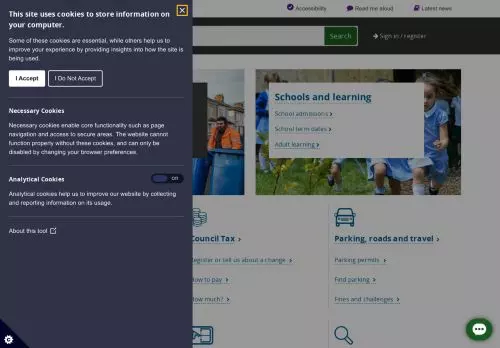 This site uses cookies to store information on
your computer.
Some of these cookies are essential, while others help us to
improve your experience by providing insights into how the site is
being used.
I Accept
I Do Not Accept
Necessary Cookies
Necessary cookies enable core functionality such as page
navigation and access to secure areas. The website cannot
function properly without these cookies, and can only be
disabled by changing your browser preferences.
Analytical Cookies
on
Analytical cookies help us to improve our website by collecting
and reporting information on its usage.
About this tool
Accessibility
Read me aloud
Latest news
Search
Sign in / register
Schools and learning
School admissions
School term dates
Adult learning
Council Tax
Register or tell us about a change
How to pay
How much?
Parking, roads and travel
Parking permits
Find parking
Fines and challenges